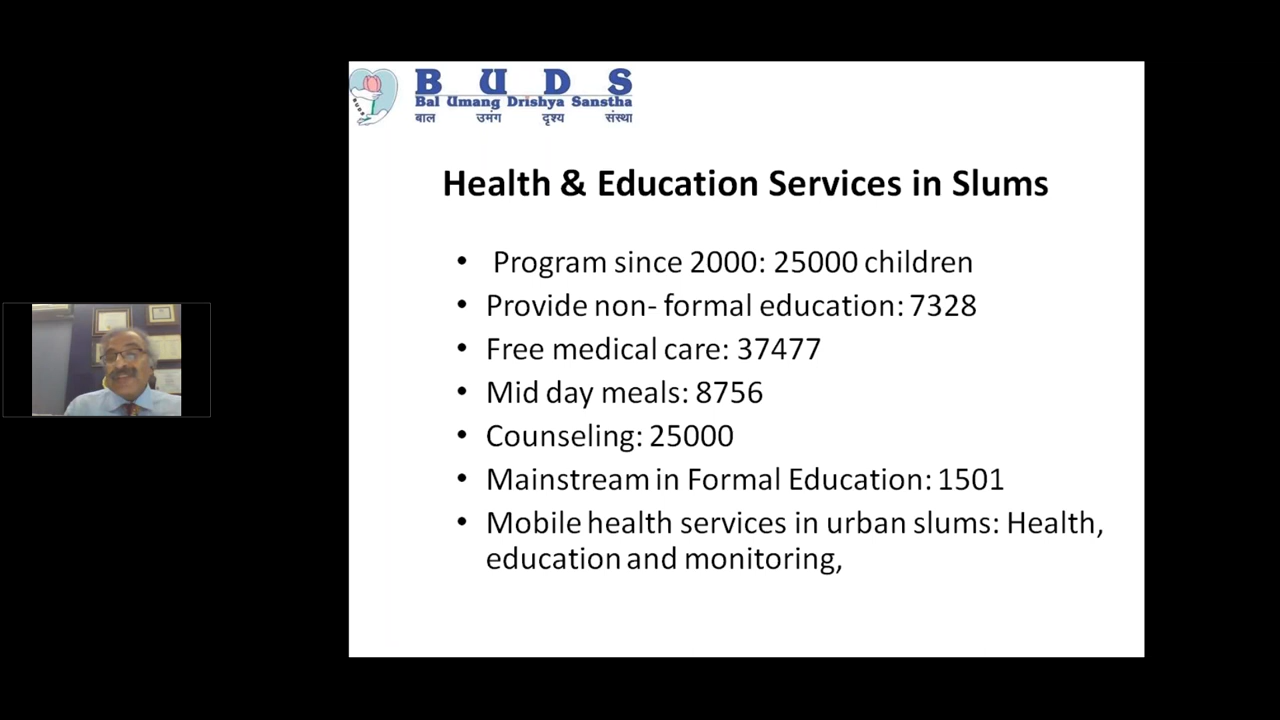 B U D S
Bal Umang Drishya Sanstha
बाल उमंग दृश्य संस्था
BUDS
Health & Education Services in Slums
• Program since 2000: 25000 children
• Provide non- formal education: 7328
• Free medical care: 37477
• Mid day meals: 8756
• Counseling: 25000
• Mainstream in Formal Education: 1501
• Mobile health services in urban slums: Health,
education and monitoring,